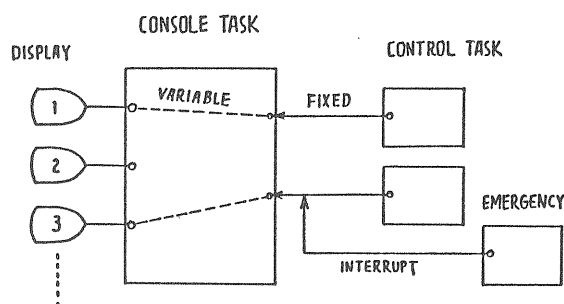 CONSOLE TASK
DISPLAY
CONTROL TASK
1
VARIABLE
FIXED
2
3
EMERGENCY
INTERRUPT